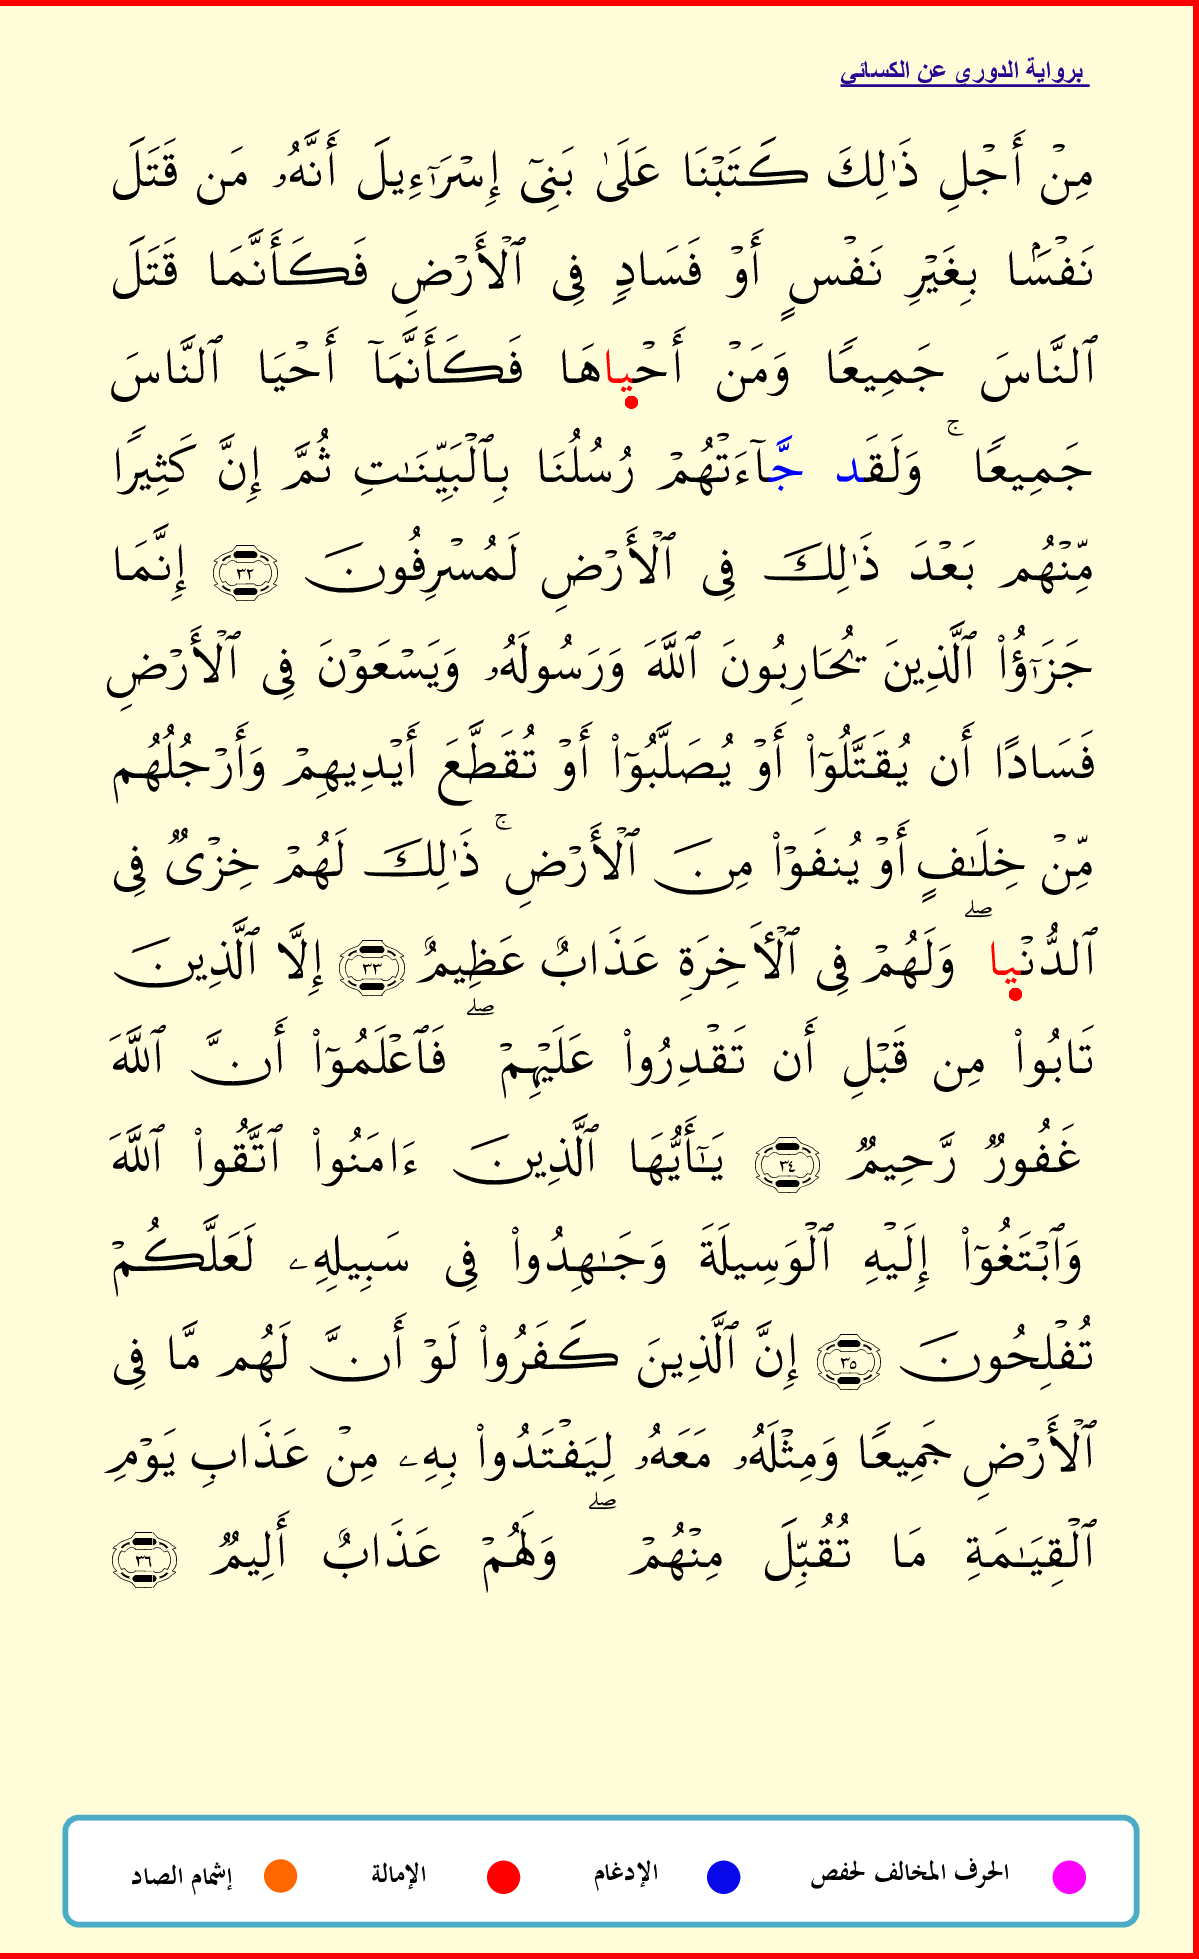 برواية الدوري عن الكسائي
مِنْ أَجْلِ ذَٰلِكَ كَتَبْنَا عَلَىٰ بَنِىٓ إِسْرَٰٓءِيلَ أَنَّهُۥ مَن قَتَلَ
نَفْسًۢا بِغَيْرِ نَفْسٍ أَوْ فَسَادٍ فِى ٱلْأَرْضِ فَكَأَنَّمَا قَتَلَ
ٱلنَّاسَ جَمِيعًا وَمَنْ أَحْياهَا فَكَأَنَّمَآ أَحْيَا ٱلنَّاسَ
جَمِيعًا ۚ وَلَقَد جَّآءَتْهُمْ رُسُلُنَا بِٱلْبَيِّنَـٰتِ ثُمَّ إِنَّ كَثِيرًا
مِّنْهُم بَعْدَ ذَٰلِكَ فِى ٱلْأَرْضِ لَمُسْرِفُونَ ٣٢ إِنَّمَا
جَزَٰٓؤُا۟ ٱلَّذِينَ يُحَارِبُونَ ٱللَّهَ وَرَسُولَهُۥ وَيَسْعَوْنَ فِى ٱلْأَرْضِ
فَسَادًا أَن يُقَتَّلُوٓا۟ أَوْ يُصَلَّبُوٓا۟ أَوْ تُقَطَّعَ أَيْدِيهِمْ وَأَرْجُلُهُم
مِّنْ خِلَـٰفٍ أَوْ يُنفَوْا۟ مِنَ ٱلْأَرْضِ ۚ ذَٰلِكَ لَهُمْ خِزْىٌ فِى
ٱلدُّنْيا ۖ وَلَهُمْ فِى ٱلْأَخِرَةِ عَذَابٌ عَظِيمٌ ٣٣ إِلَّا ٱلَّذِينَ
تَابُوا۟ مِن قَبْلِ أَن تَقْدِرُوا۟ عَلَيْهِمْ ۖ فَٱعْلَمُوٓا۟ أَنَّ ٱللَّهَ
غَفُورٌ رَّحِيمٌ ٣٤ يَـٰٓأَيُّهَا ٱلَّذِينَ ءَامَنُوا۟ ٱتَّقُوا۟ ٱللَّهَ
وَٱبْتَغُوٓا۟ إِلَيْهِ ٱلْوَسِيلَةَ وَجَـٰهِدُوا۟ فِى سَبِيلِهِۦ لَعَلَّكُمْ
تُفْلِحُونَ ٣٥ إِنَّ ٱلَّذِينَ كَفَرُوا۟ لَوْ أَنَّ لَهُم مَّا فِى
ٱلْأَرْضِ جَمِيعًا وَمِثْلَهُۥ مَعَهُۥ لِيَفْتَدُوا۟ بِهِۦ مِنْ عَذَابِ يَوْمِ
ٱلْقِيَـٰمَةِ مَا تُقُبِّلَ مِنْهُمْ ۖ وَلَهُمْ عَذَابٌ أَلِيمٌ ٣٦
الحرف المخالف لحفص الإدغام الإمالة إشمام الصاد